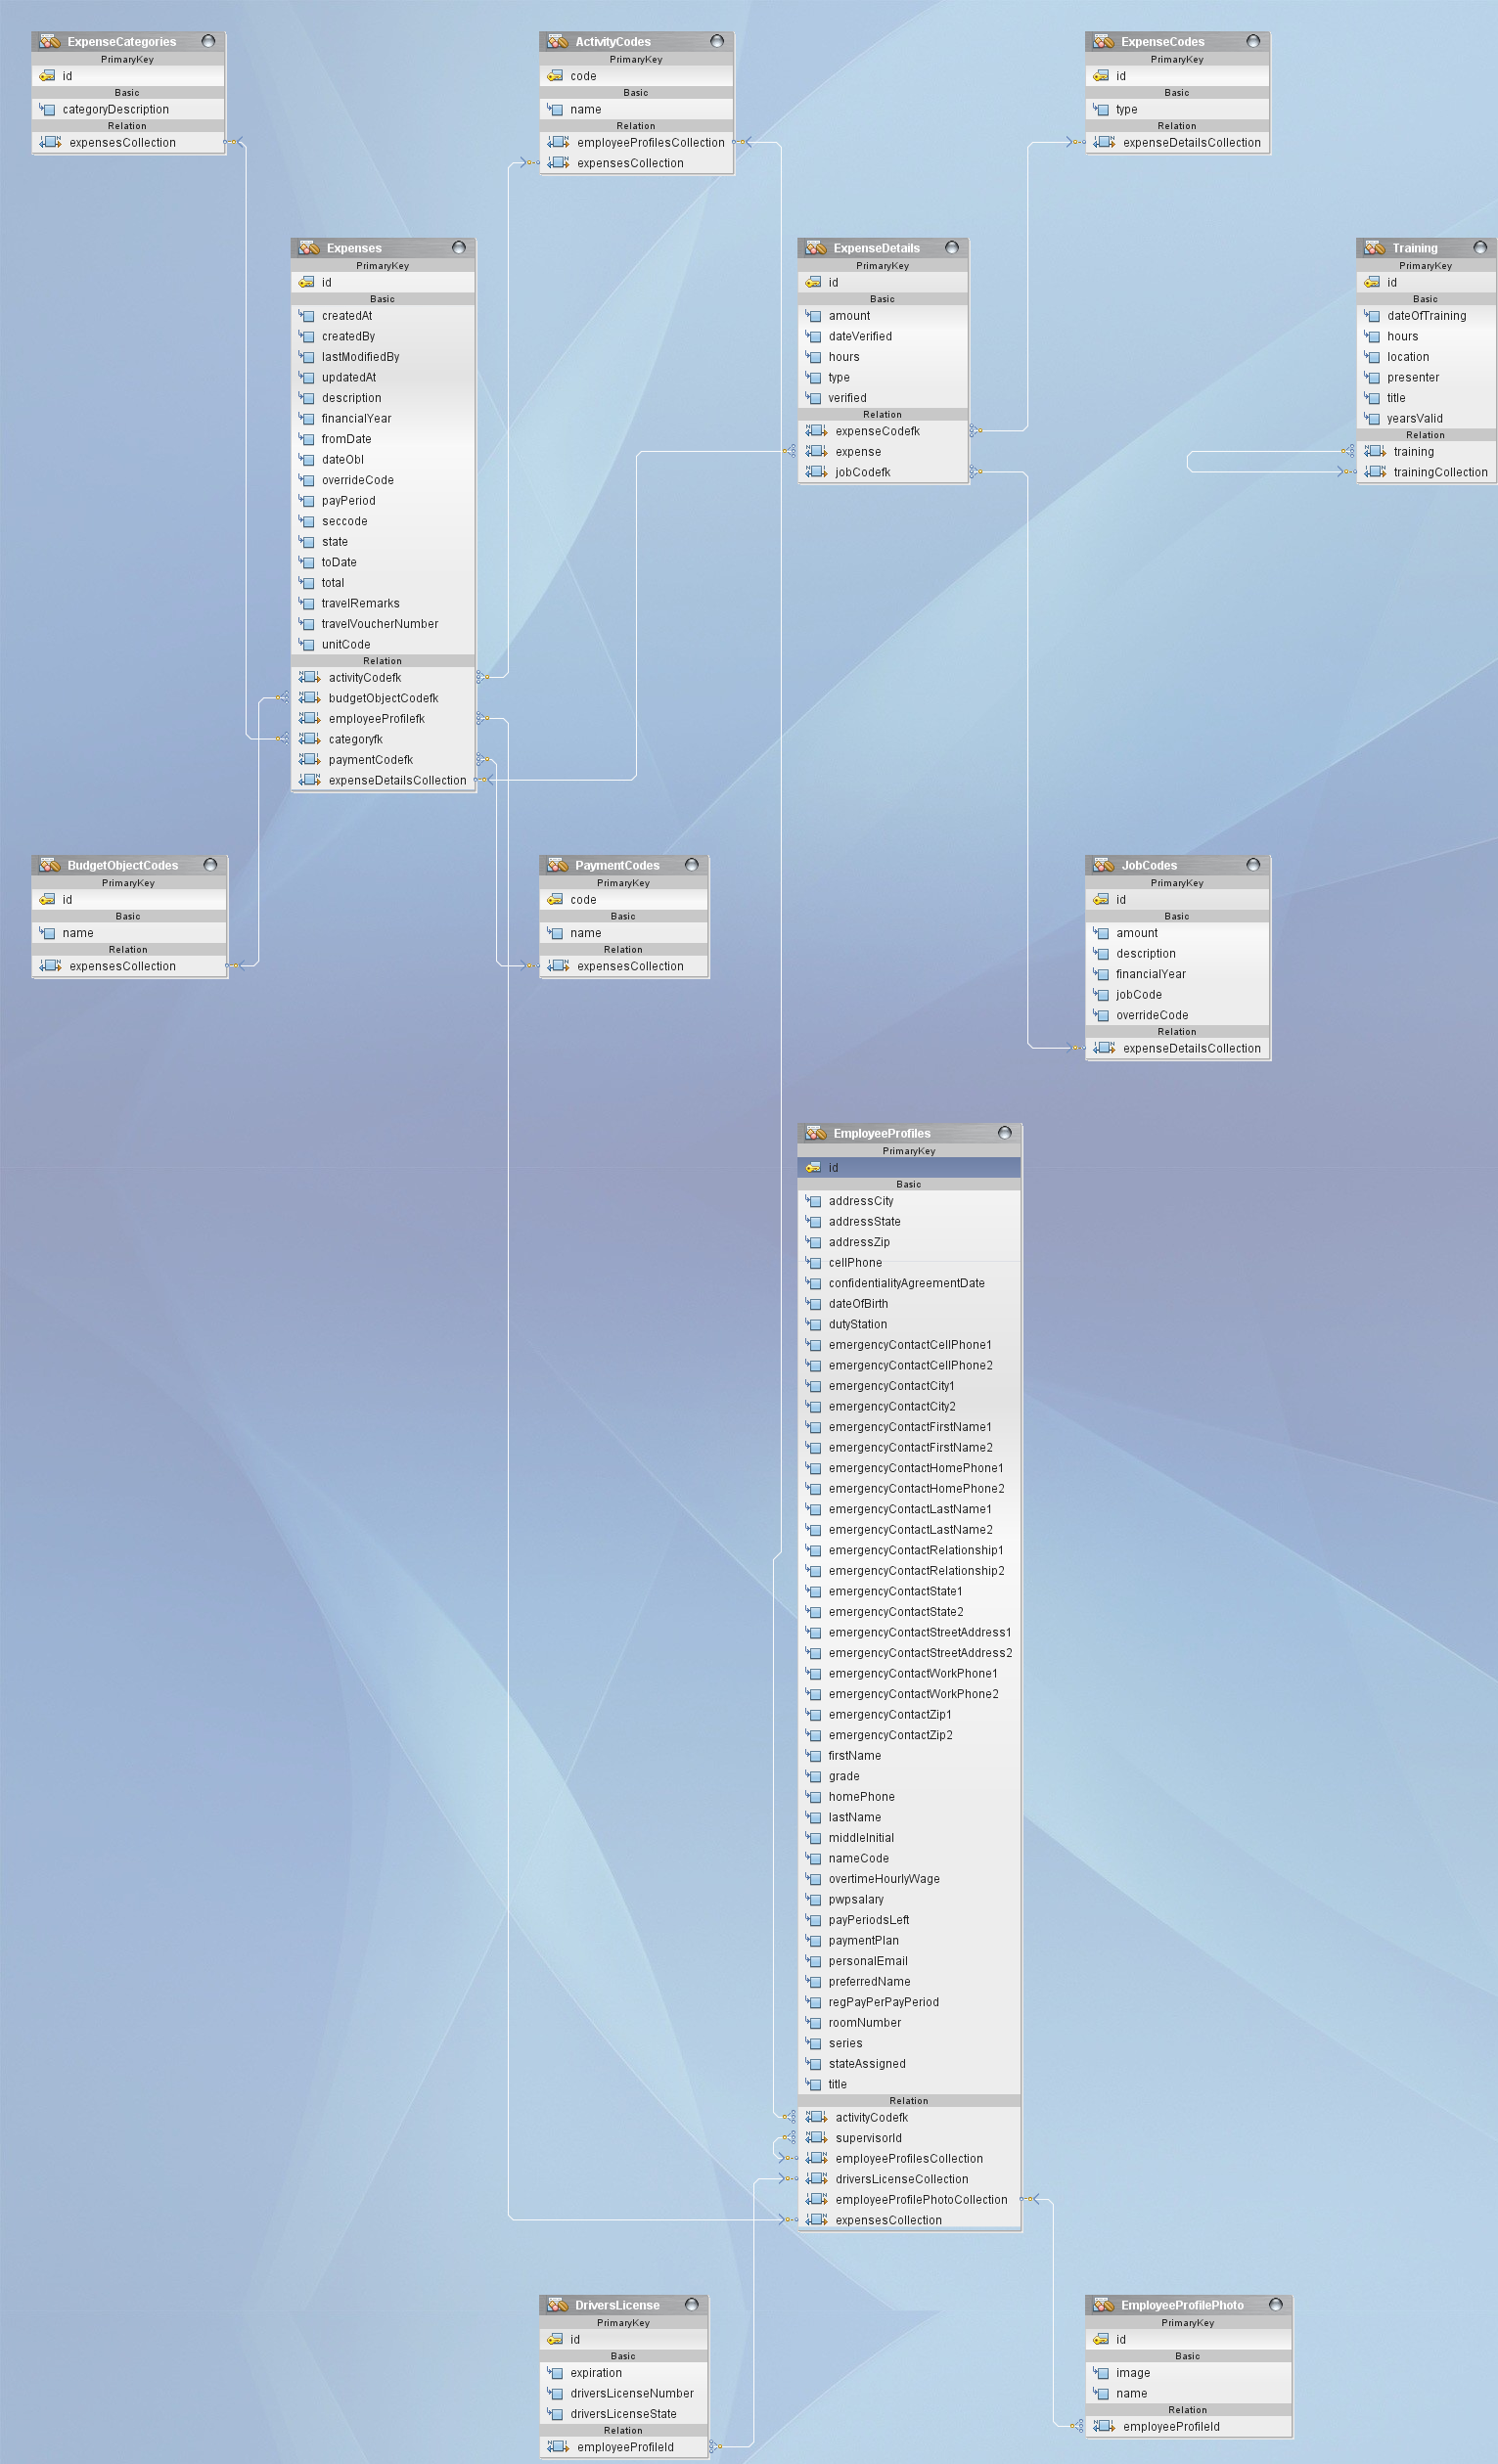 ExpenseCategories
PrimaryKey
id
Basic
categoryDescription
Relation
expensesCollection
ActivityCodes
PrimaryKey
code
Basic
name
Relation
employeeProfilesCollection
expensesCollection
ExpenseCodes
PrimaryKey
id
Basic
type
Relation
expenseDetailsCollection
Expenses
PrimaryKey
id
Basic
createdAt
createdBy
lastModifiedBy
updatedAt
description
financialYear
fromDate
dateObl
overrideCode
payPeriod
seccode
state
toDate
total
travelRemarks
travelVoucherNumber
unitCode
Relation
activityCodefk
budgetObjectCodefk
employeeProfilefk
categoryfk
paymentCodefk
expenseDetailsCollection
ExpenseDetails
PrimaryKey
id
Basic
amount
dateVerified
hours
type
verified
Relation
expenseCodefk
expense
jobCodefk
Training
PrimaryKey
id
Basic
dateOfTraining
hours
location
presenter
title
yearsValid
Relation
training
trainingCollection
BudgetObjectCodes
PrimaryKey
id
Basic
name
Relation
expensesCollection
PaymentCodes
PrimaryKey
code
Basic
name
Relation
expensesCollection
JobCodes
PrimaryKey
id
Basic
amount
description
financialYear
jobCode
overrideCode
Relation
expenseDetailsCollection
EmployeeProfiles
PrimaryKey
id
Basic
addressCity
addressState
addressZip
cellPhone
confidentialityAgreementDate
dateOfBirth
dutyStation
emergencyContactCellPhone1
emergencyContactCellPhone2
emergencyContactCity1
emergencyContactCity2
emergencyContactFirstName1
emergencyContactFirstName2
emergencyContactHomePhone1
emergencyContactHomePhone2
emergencyContactLastName1
emergencyContactLastName2
emergencyContactRelationship1
emergencyContactRelationship2
emergencyContactState1
emergencyContactState2
emergencyContactStreetAddress1
emergencyContactStreetAddress2
emergencyContactWorkPhone1
emergencyContactWorkPhone2
emergencyContactZip1
emergencyContactZip2
firstName
grade
homePhone
lastName
middleInitial
nameCode
overtimeHourlyWage
pwpsalary
payPeriodsLeft
paymentPlan
personalEmail
preferredName
regPayPerPayPeriod
roomNumber
series
stateAssigned
title
Relation
activityCodefk
supervisorId
employeeProfilesCollection
driversLicenseCollection
employeeProfilePhotoCollection
expensesCollection
DriversLicense
PrimaryKey
id
Basic
expiration
driversLicenseNumber
driversLicenseState
Relation
employeeProfileId
EmployeeProfilePhoto
PrimaryKey
id
Basic
image
name
Relation
employeeProfileId